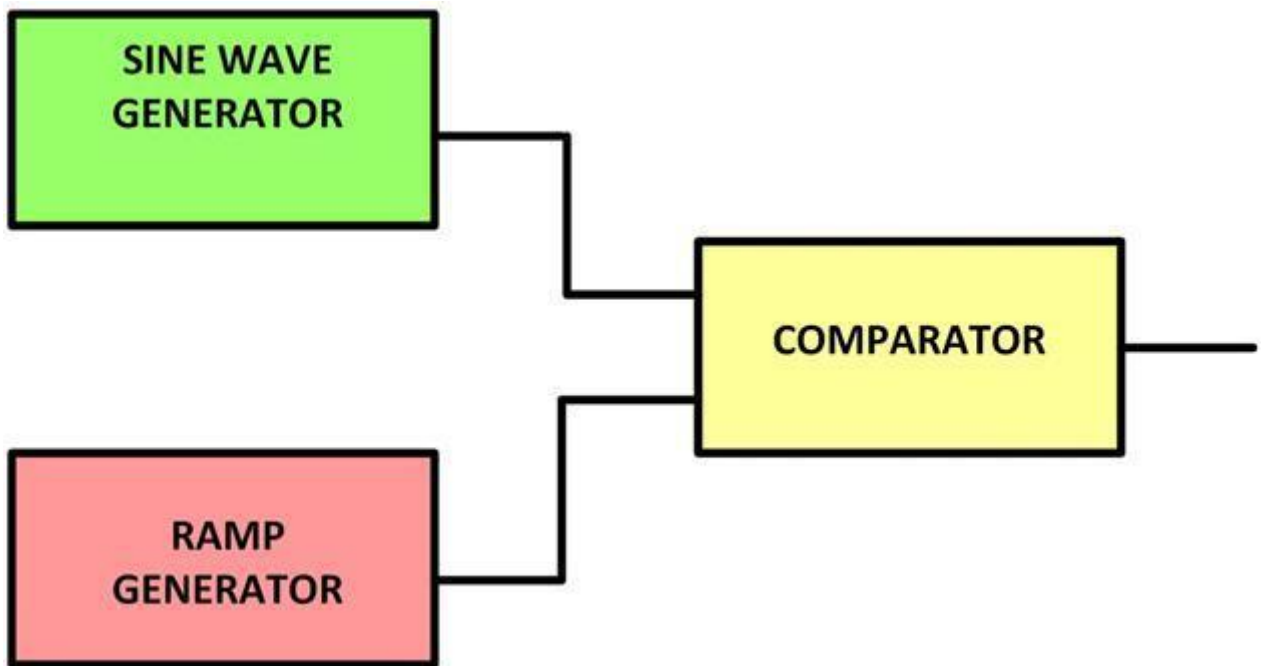 SINE WAVE
GENERATOR
COMPARATOR
RAMP
GENERATOR